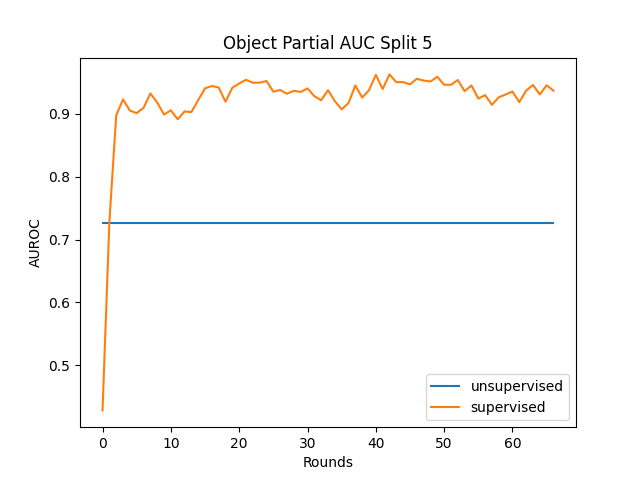 Object Partial AUC Split 5
AUROC
0.9
0.8
0.7
0.6
0.5
0 10 20 30 40 50 60
Rounds
unsupervised
supervised